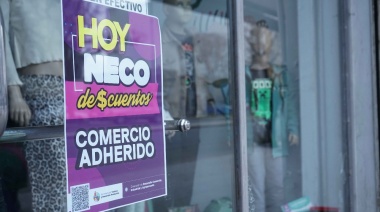 EFECTIVO
HOY
NECO
de$cuentos
COMERCIO
ADHERIDO